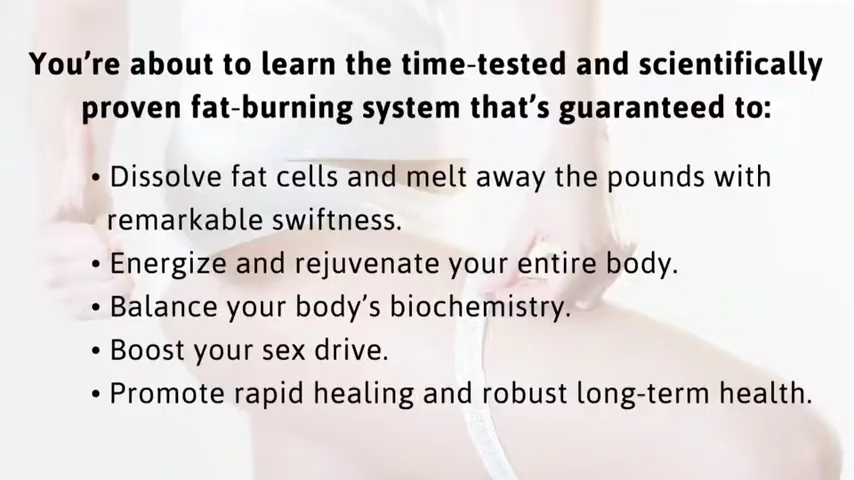 You’re about to learn the time-tested and scientifically
proven fat-burning system that’s guaranteed to:
• Dissolve fat cells and melt away the pounds with
remarkable swiftness.
• Energize and rejuvenate your entire body.
• Balance your body’s biochemistry.
• Boost your sex drive.
• Promote rapid healing and robust long-term health.